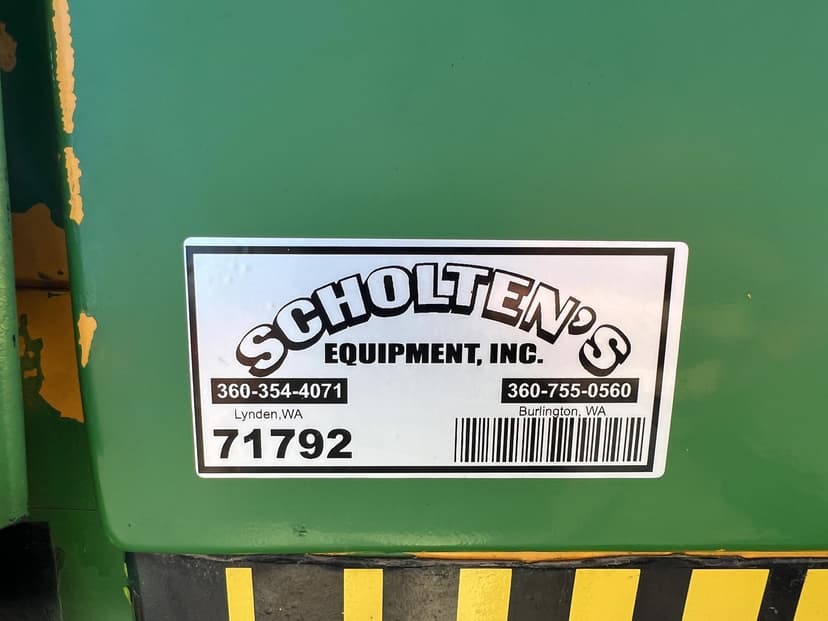 SCHOLTEN'S
EQUIPMENT, INC.
360-354-4071 360-755-0560
Lynden,WA Burlington, WA
71792